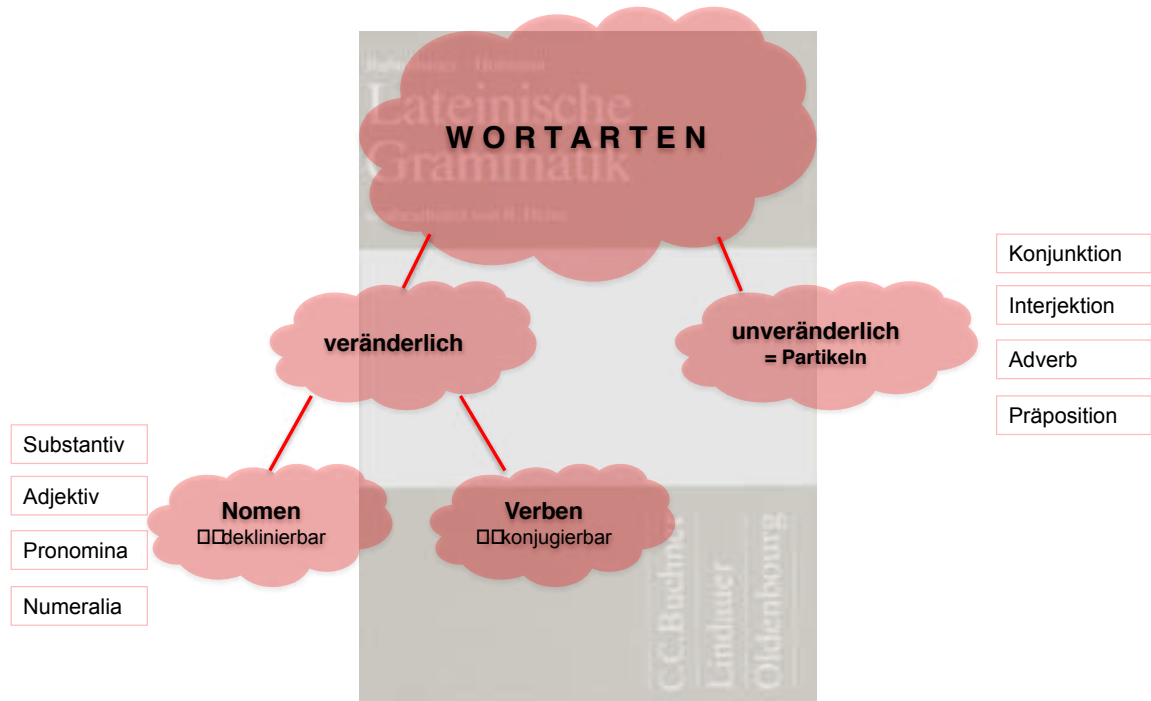 Lateinische
Grammatik
WORTARTEN
veränderlich
unveränderlich
= Partikeln
Konjunktion
Interjektion
Adverb
Präposition
Substantiv
Adjektiv
Pronomina
Numeralia
Nomen
deklinierbar
Verben
konjugierbar
C.C.Buchner
Lindauer
Oldenbourg